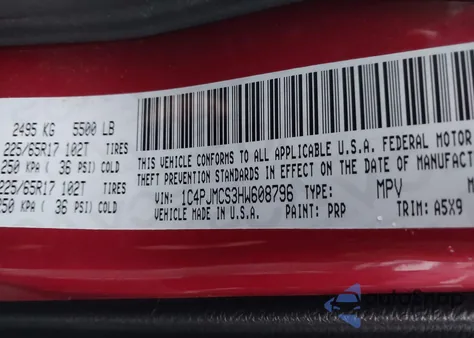 2495 KG 5500 LB
225/65R17 102T
250 KPA ( 36 PSI) COLD
225/65R17 102T
250 KPA ( 36 PSI) COLD
THIS VEHICLE CONFORMS TO ALL APPLICABLE U.S.A. FEDERAL MOTOR
THEFT PREVENTION STANDARDS IN EFFECT ON THE DATE OF MANUFACT
VIN: 1C4PJMCS3HW608796 TYPE: MPV
VEHICLE MADE IN U.S.A. PAINT: PRP TRIM: A5X9
autosnap